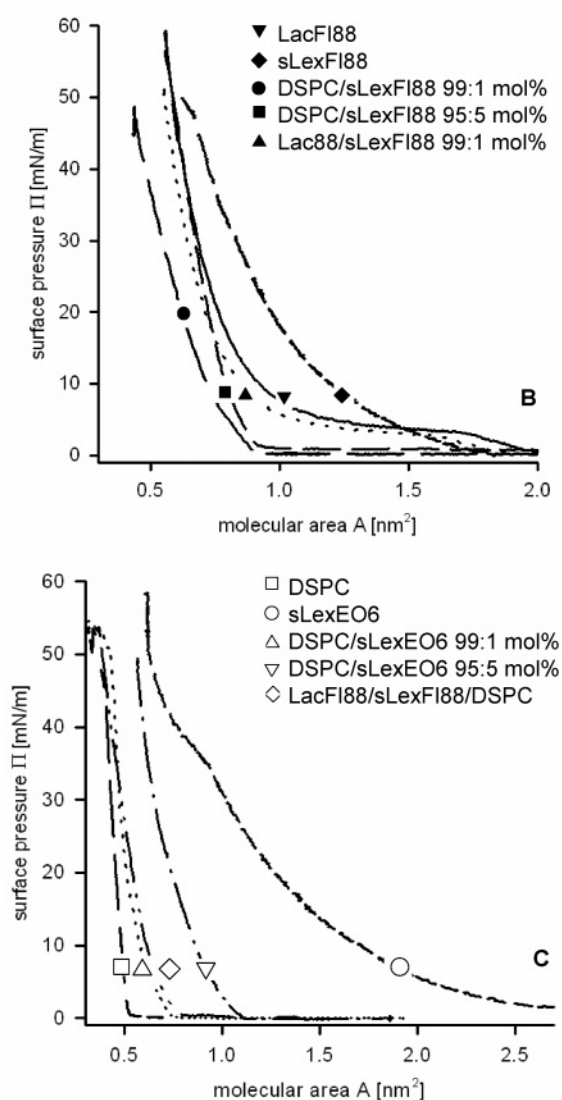 60
50
40
30
20
10
0
surface pressure Π [mN/m]
▼ LacFl88
◆ sLexFl88
● DSPC/sLexFl88 99:1 mol%
■ DSPC/sLexFl88 95:5 mol%
▲ Lac88/sLexFl88 99:1 mol%
B
0.5 1.0 1.5 2.0
molecular area A [nm²]
60
50
40
30
20
10
0
surface pressure Π [mN/m]
□ DSPC
○ sLexEO6
△ DSPC/sLexEO6 99:1 mol%
▽ DSPC/sLexEO6 95:5 mol%
◇ LacFl88/sLexFl88/DSPC
C
0.5 1.0 1.5 2.0 2.5
molecular area A [nm²]